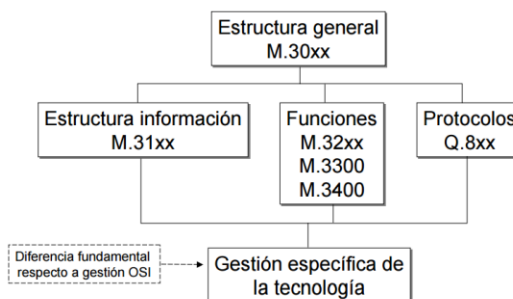 Estructura general
M.30xx
Estructura información
M.31xx
Funciones
M.32xx
M.3300
M.3400
Protocolos
Q.8xx
Diferencia fundamental
respecto a gestión OSI
Gestión específica de
la tecnología